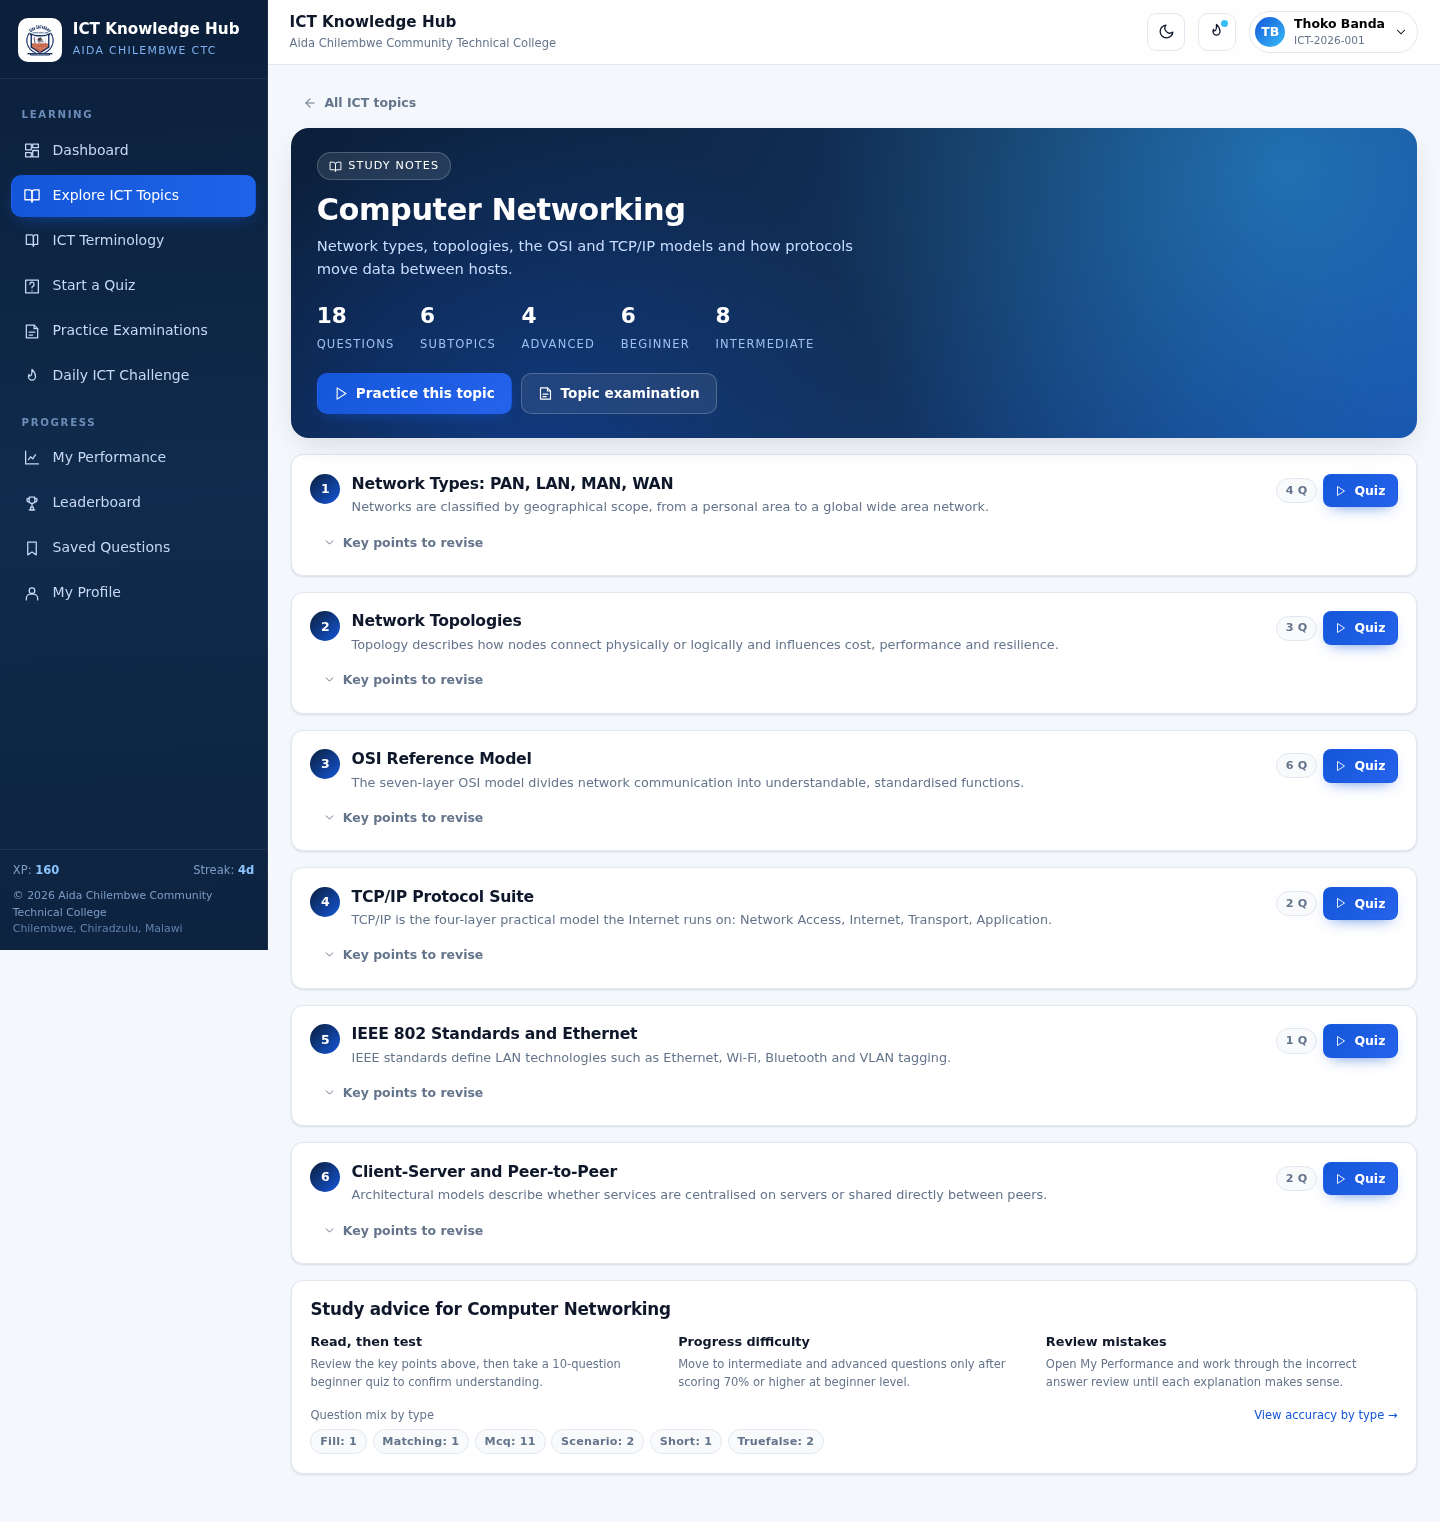 ICT Knowledge Hub
AIDA CHILEMBWE CTC
LEARNING
Dashboard
Explore ICT Topics
ICT Terminology
Start a Quiz
Practice Examinations
Daily ICT Challenge
PROGRESS
My Performance
Leaderboard
Saved Questions
My Profile
XP: 160
Streak: 4d
© 2026 Aida Chilembwe Community
Technical College
Chilembwe, Chiradzulu, Malawi
ICT Knowledge Hub
Aida Chilembwe Community Technical College
TB
Thoko Banda
ICT-2026-001
All ICT topics
STUDY NOTES
Computer Networking
Network types, topologies, the OSI and TCP/IP models and how protocols
move data between hosts.
18 6 4 6 8
QUESTIONS SUBTOPICS ADVANCED BEGINNER INTERMEDIATE
Practice this topic
Topic examination
1 Network Types: PAN, LAN, MAN, WAN 4 Q Quiz
Networks are classified by geographical scope, from a personal area to a global wide area network.
Key points to revise
2 Network Topologies 3 Q Quiz
Topology describes how nodes connect physically or logically and influences cost, performance and resilience.
Key points to revise
3 OSI Reference Model 6 Q Quiz
The seven-layer OSI model divides network communication into understandable, standardised functions.
Key points to revise
4 TCP/IP Protocol Suite 2 Q Quiz
TCP/IP is the four-layer practical model the Internet runs on: Network Access, Internet, Transport, Application.
Key points to revise
5 IEEE 802 Standards and Ethernet 1 Q Quiz
IEEE standards define LAN technologies such as Ethernet, Wi-Fi, Bluetooth and VLAN tagging.
Key points to revise
6 Client-Server and Peer-to-Peer 2 Q Quiz
Architectural models describe whether services are centralised on servers or shared directly between peers.
Key points to revise
Study advice for Computer Networking
Read, then test
Review the key points above, then take a 10-question
beginner quiz to confirm understanding.
Progress difficulty
Move to intermediate and advanced questions only after
scoring 70% or higher at beginner level.
Review mistakes
Open My Performance and work through the incorrect
answer review until each explanation makes sense.
Question mix by type
View accuracy by type →
Fill: 1 Matching: 1 Mcq: 11 Scenario: 2 Short: 1 Truefalse: 2